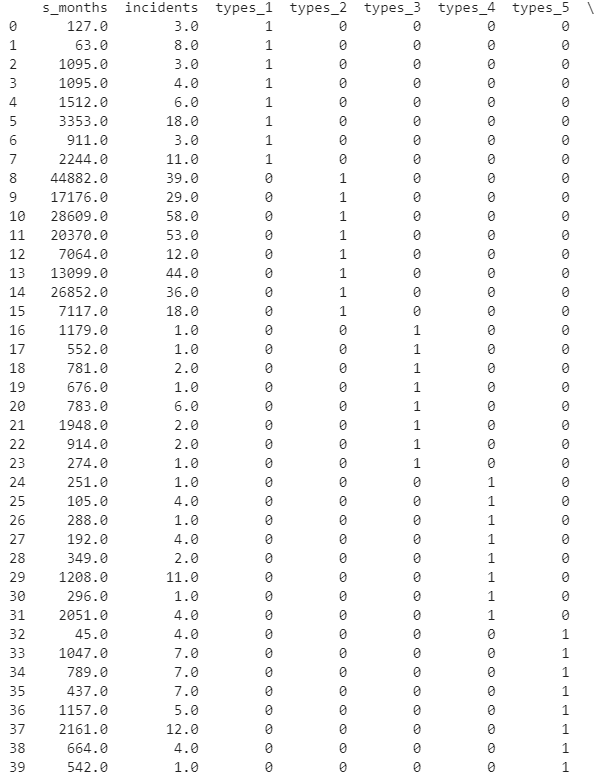 s_months incidents types_1 types_2 types_3 types_4 types_5 \
0 127.0 3.0 1 0 0 0 0
1 63.0 8.0 1 0 0 0 0
2 1095.0 3.0 1 0 0 0 0
3 1095.0 4.0 1 0 0 0 0
4 1512.0 6.0 1 0 0 0 0
5 3353.0 18.0 1 0 0 0 0
6 911.0 3.0 1 0 0 0 0
7 2244.0 11.0 1 0 0 0 0
8 44882.0 39.0 0 1 0 0 0
9 17176.0 29.0 0 1 0 0 0
10 28609.0 58.0 0 1 0 0 0
11 20370.0 53.0 0 1 0 0 0
12 7064.0 12.0 0 1 0 0 0
13 13099.0 44.0 0 1 0 0 0
14 26852.0 36.0 0 1 0 0 0
15 7117.0 18.0 0 1 0 0 0
16 1179.0 1.0 0 0 1 0 0
17 552.0 1.0 0 0 1 0 0
18 781.0 2.0 0 0 1 0 0
19 676.0 1.0 0 0 1 0 0
20 783.0 6.0 0 0 1 0 0
21 1948.0 2.0 0 0 1 0 0
22 914.0 2.0 0 0 1 0 0
23 274.0 1.0 0 0 1 0 0
24 251.0 1.0 0 0 0 1 0
25 105.0 4.0 0 0 0 1 0
26 288.0 1.0 0 0 0 1 0
27 192.0 4.0 0 0 0 1 0
28 349.0 2.0 0 0 0 1 0
29 1208.0 11.0 0 0 0 1 0
30 296.0 1.0 0 0 0 1 0
31 2051.0 4.0 0 0 0 1 0
32 45.0 4.0 0 0 0 0 1
33 1047.0 7.0 0 0 0 0 1
34 789.0 7.0 0 0 0 0 1
35 437.0 7.0 0 0 0 0 1
36 1157.0 5.0 0 0 0 0 1
37 2161.0 12.0 0 0 0 0 1
38 664.0 4.0 0 0 0 0 1
39 542.0 1.0 0 0 0 0 1